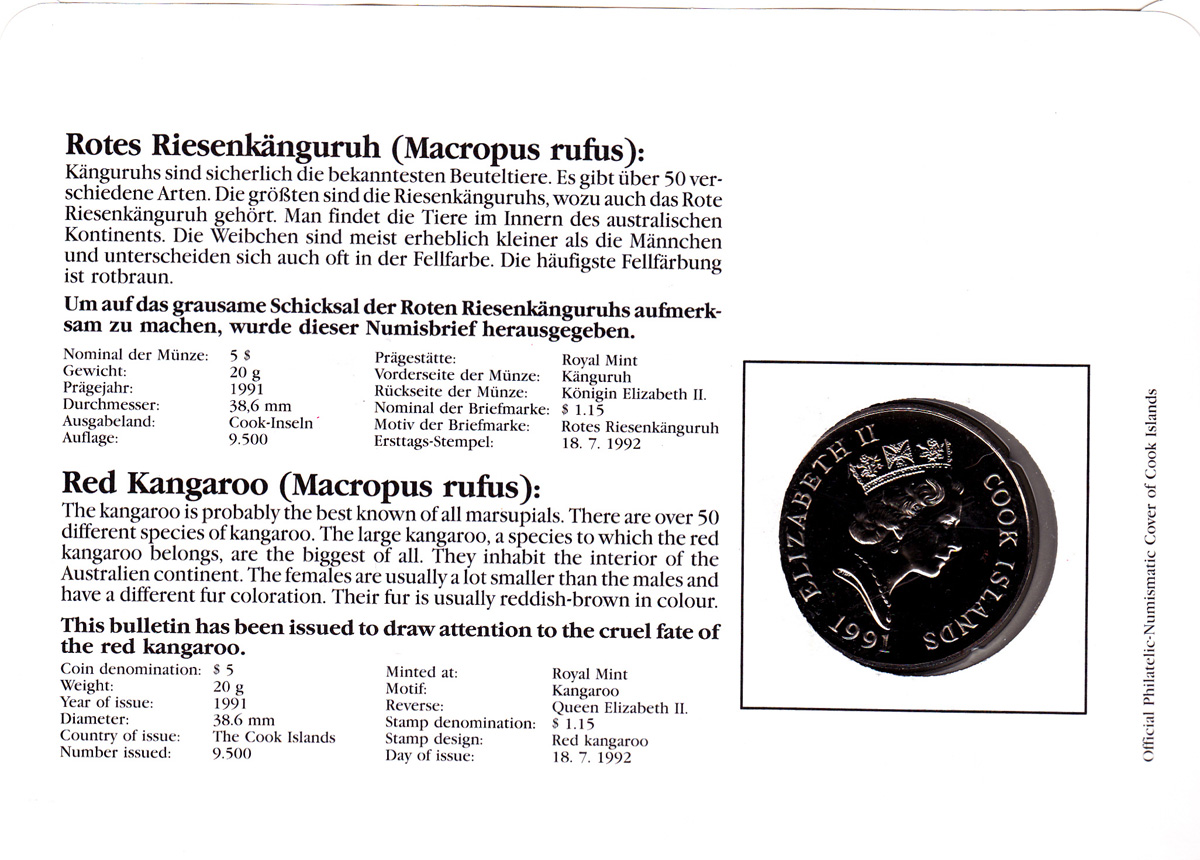 Rotes Riesenkänguruh (Macropus rufus):
Känguruhs sind sicherlich die bekanntesten Beuteltiere. Es gibt über 50 ver-
schiedene Arten. Die größten sind die Riesenkänguruhs, wozu auch das Rote
Riesenkänguruh gehört. Man findet die Tiere im Innern des australischen
Kontinents. Die Weibchen sind meist erheblich kleiner als die Männchen
und unterscheiden sich auch oft in der Fellfarbe. Die häufigste Fellfärbung
ist rotbraun.
Um auf das grausame Schicksal der Roten Riesenkänguruhs aufmerk-
sam zu machen, wurde dieser Numisbrief herausgegeben.
Nominal der Münze: 5 $ Prägestätte: Royal Mint
Gewicht: 20 g Vorderseite der Münze: Känguruh
Prägejahr: 1991 Rückseite der Münze: Königin Elizabeth II.
Durchmesser: 38,6 mm Nominal der Briefmarke: $ 1.15
Ausgabeland: Cook-Inseln Motiv der Briefmarke: Rotes Riesenkänguruh
Auflage: 9.500 Ersttags-Stempel: 18. 7. 1992
Red Kangaroo (Macropus rufus):
The kangaroo is probably the best known of all marsupials. There are over 50
different species of kangaroo. The large kangaroo, a species to which the red
kangaroo belongs, are the biggest of all. They inhabit the interior of the
Australien continent. The females are usually a lot smaller than the males and
have a different fur coloration. Their fur is usually reddish-brown in colour.
This bulletin has been issued to draw attention to the cruel fate of
the red kangaroo.
Coin denomination: $ 5 Minted at: Royal Mint
Weight: 20 g Motif: Kangaroo
Year of issue: 1991 Reverse: Queen Elizabeth II.
Diameter: 38.6 mm Stamp denomination: $ 1.15
Country of issue: The Cook Islands Stamp design: Red kangaroo
Number issued: 9.500 Day of issue: 18. 7. 1992
ELIZABETH II
COOK ISLANDS
1991
Official Philatelic-Numismatic Cover of Cook Islands